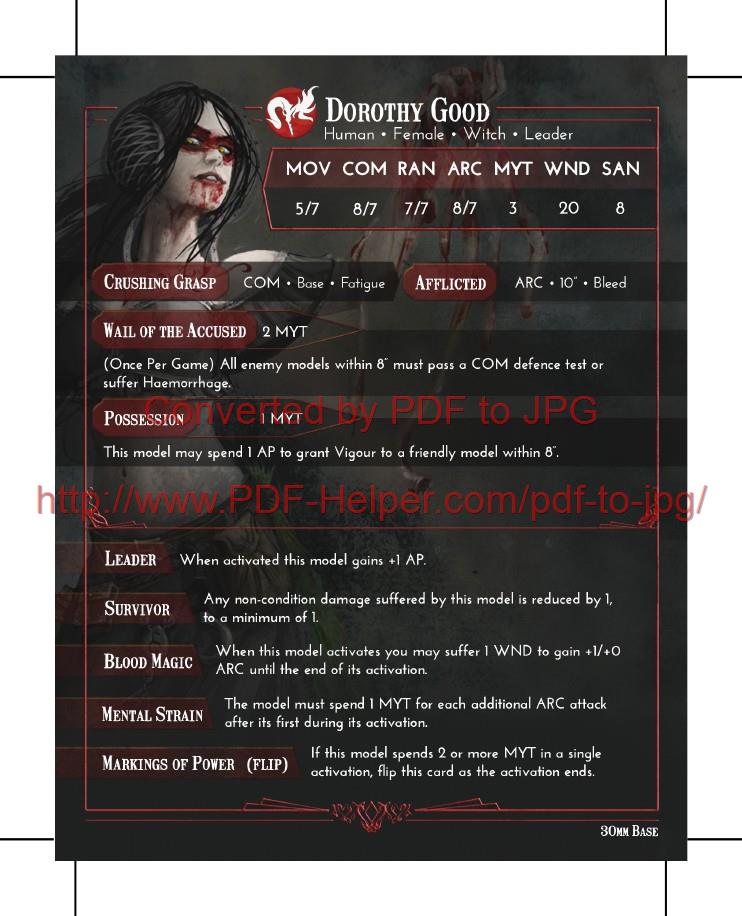 Dorothy Good
Human • Female • Witch • Leader
MOV COM RAN ARC MYT WND SAN
5/7 8/7 7/7 8/7 3 20 8
Crushing Grasp COM • Base • Fatigue Afflicted ARC • 10" • Bleed
Wail of the Accused 2 MYT
(Once Per Game) All enemy models within 8" must pass a COM defence test or
suffer Haemorrhage.
Converted by PDF to JPG
Possession 1 MYT
This model may spend 1 AP to grant Vigour to a friendly model within 8".
http://www.PDF-Helper.com/pdf-to-jpg/
Leader When activated this model gains +1 AP.
Survivor Any non-condition damage suffered by this model is reduced by 1,
to a minimum of 1.
Blood Magic When this model activates you may suffer 1 WND to gain +1/+0
ARC until the end of its activation.
Mental Strain The model must spend 1 MYT for each additional ARC attack
after its first during its activation.
Markings of Power (flip) If this model spends 2 or more MYT in a single
activation, flip this card as the activation ends.
30mm Base